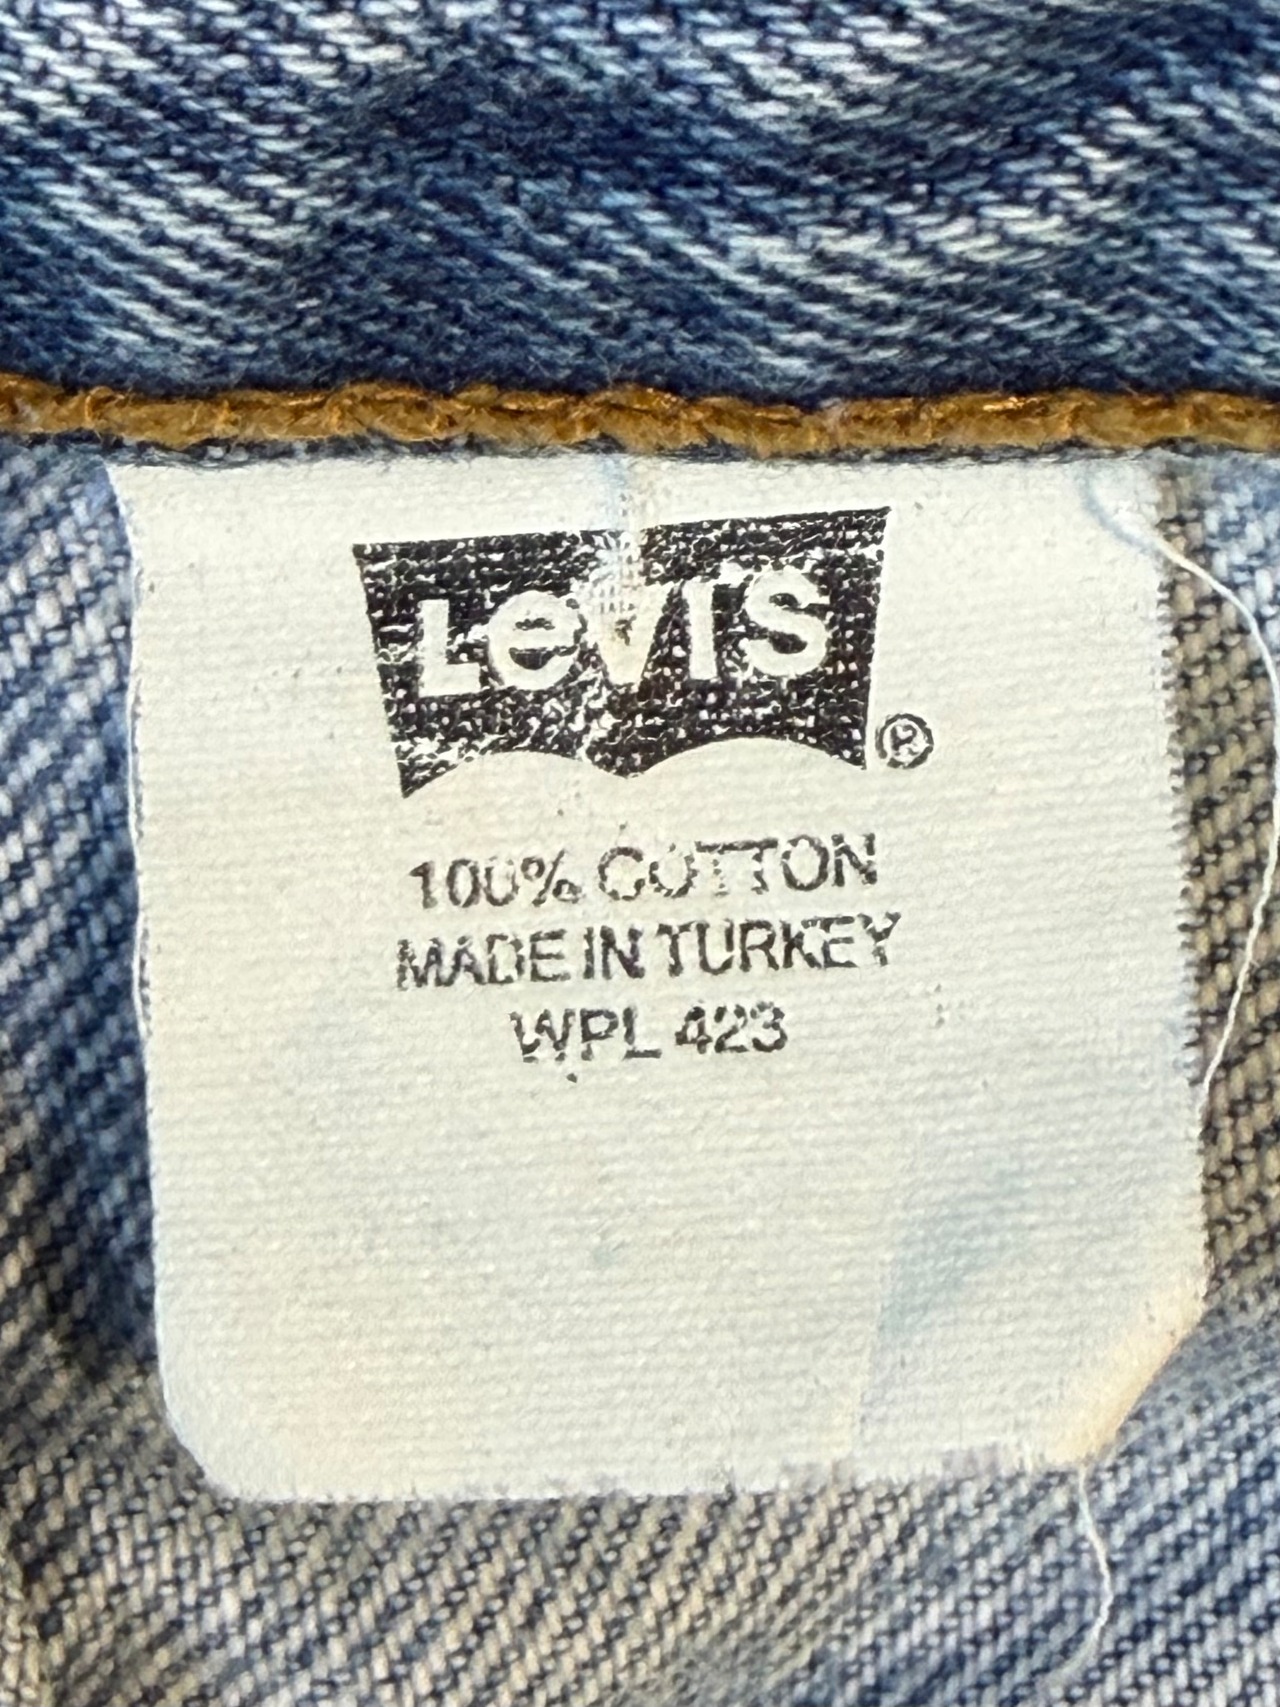 Levi's ®
100% COTTON
MADE IN TURKEY
WPL 423